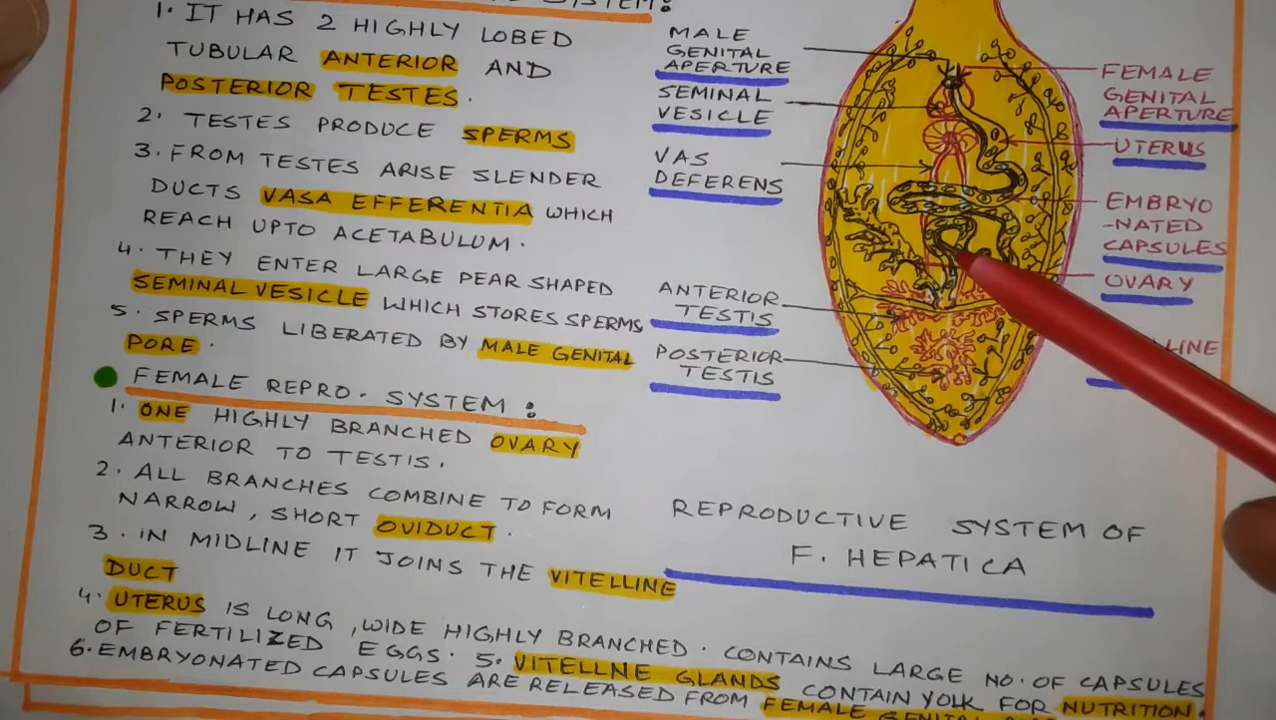 SYSTEM:
1. IT HAS 2 HIGHLY LOBED
TUBULAR ANTERIOR AND
POSTERIOR TESTES.
2. TESTES PRODUCE SPERMS
3. FROM TESTES ARISE SLENDER
DUCTS VASA EFFERENTIA WHICH
REACH UPTO ACETABULUM.
4. THEY ENTER LARGE PEAR SHAPED
SEMINAL VESICLE WHICH STORES SPERMS
5. SPERMS LIBERATED BY MALE GENITAL
PORE.
FEMALE REPRO. SYSTEM:
1. ONE HIGHLY BRANCHED OVARY
ANTERIOR TO TESTIS.
2. ALL BRANCHES COMBINE TO FORM
NARROW, SHORT OVIDUCT.
3. IN MIDLINE IT JOINS THE VITELLINE
DUCT
4. UTERUS IS LONG, WIDE HIGHLY BRANCHED. CONTAINS LARGE NO. OF CAPSULES
OF FERTILIZED EGGS. 5. VITELLNE GLANDS CONTAIN YOLK FOR NUTRITION.
6. EMBRYONATED CAPSULES ARE RELEASED FROM FEMALE
MALE
GENITAL
APERTURE
SEMINAL
VESICLE
VAS
DEFERENS
ANTERIOR
TESTIS
POSTERIOR
TESTIS
FEMALE
GENITAL
APERTURE
UTERUS
EMBRYO
-NATED
CAPSULES
OVARY
LINE
REPRODUCTIVE SYSTEM OF
F. HEPATICA